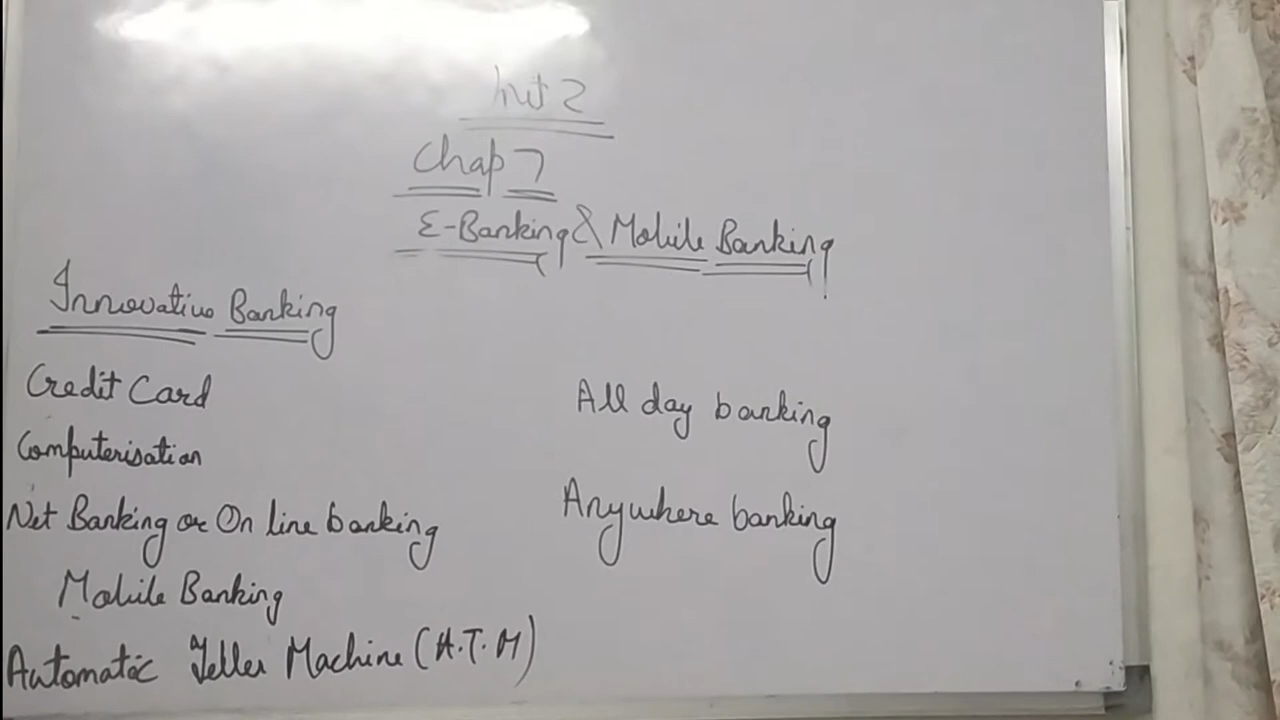 Unit 2
Chap 7
E-Banking & Mobile Banking
Innovative Banking
Credit Card
Computerisation
Net Banking or On line banking
Mobile Banking
Automatic Teller Machine (A.T.M)
All day banking
Anywhere banking